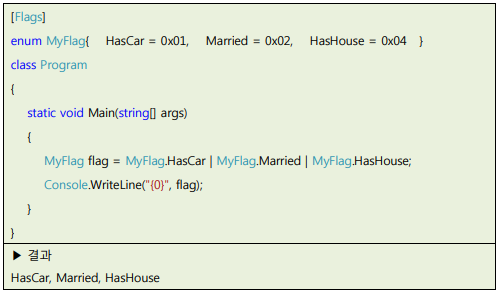 [Flags]
enum MyFlag{ HasCar = 0x01, Married = 0x02, HasHouse = 0x04 }
class Program
{
static void Main(string[] args)
{
MyFlag flag = MyFlag.HasCar | MyFlag.Married | MyFlag.HasHouse;
Console.WriteLine("{0}", flag);
}
}
▶ 결과
HasCar, Married, HasHouse